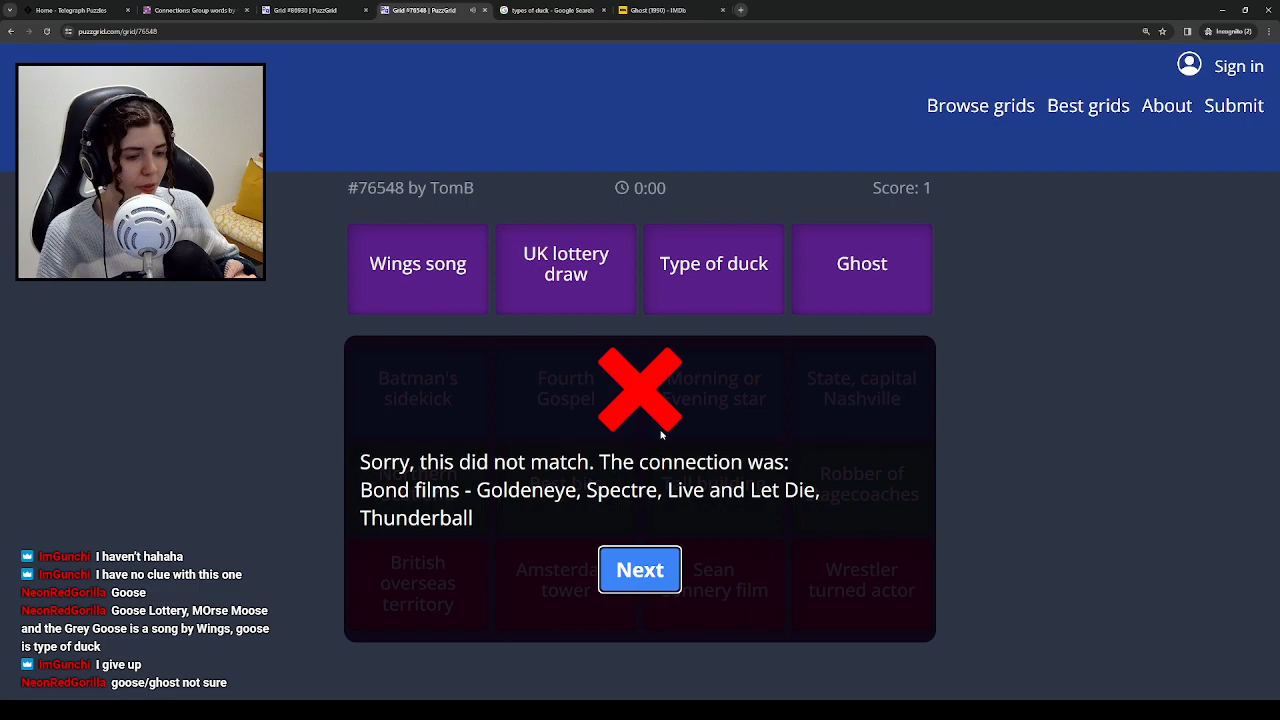 Home - Telegraph Puzzles
Connections: Group words by
Grid #80930 | PuzzGrid
Grid #76548 | PuzzGrid
types of duck - Google Search
Ghost (1990) - IMDb
puzzgrid.com/grid/76548
Incognito (2)
Sign in
Browse grids Best grids About Submit
#76548 by TomB
0:00
Score: 1
Wings song
UK lottery
draw
Type of duck
Ghost
Batman's
sidekick
Fourth
Gospel
Morning or
Evening star
State, capital
Nashville
Sorry, this did not match. The connection was:
Bond films - Goldeneye, Spectre, Live and Let Die,
Thunderball
Robber of
stagecoaches
Next
British
overseas
territory
Amsterdam
tower
Sean
Connery film
Wrestler
turned actor
ImGunchi I haven't hahaha
ImGunchi I have no clue with this one
NeonRedGorilla Goose
NeonRedGorilla Goose Lottery, MOrse Moose
and the Grey Goose is a song by Wings, goose
is type of duck
ImGunchi I give up
NeonRedGorilla goose/ghost not sure